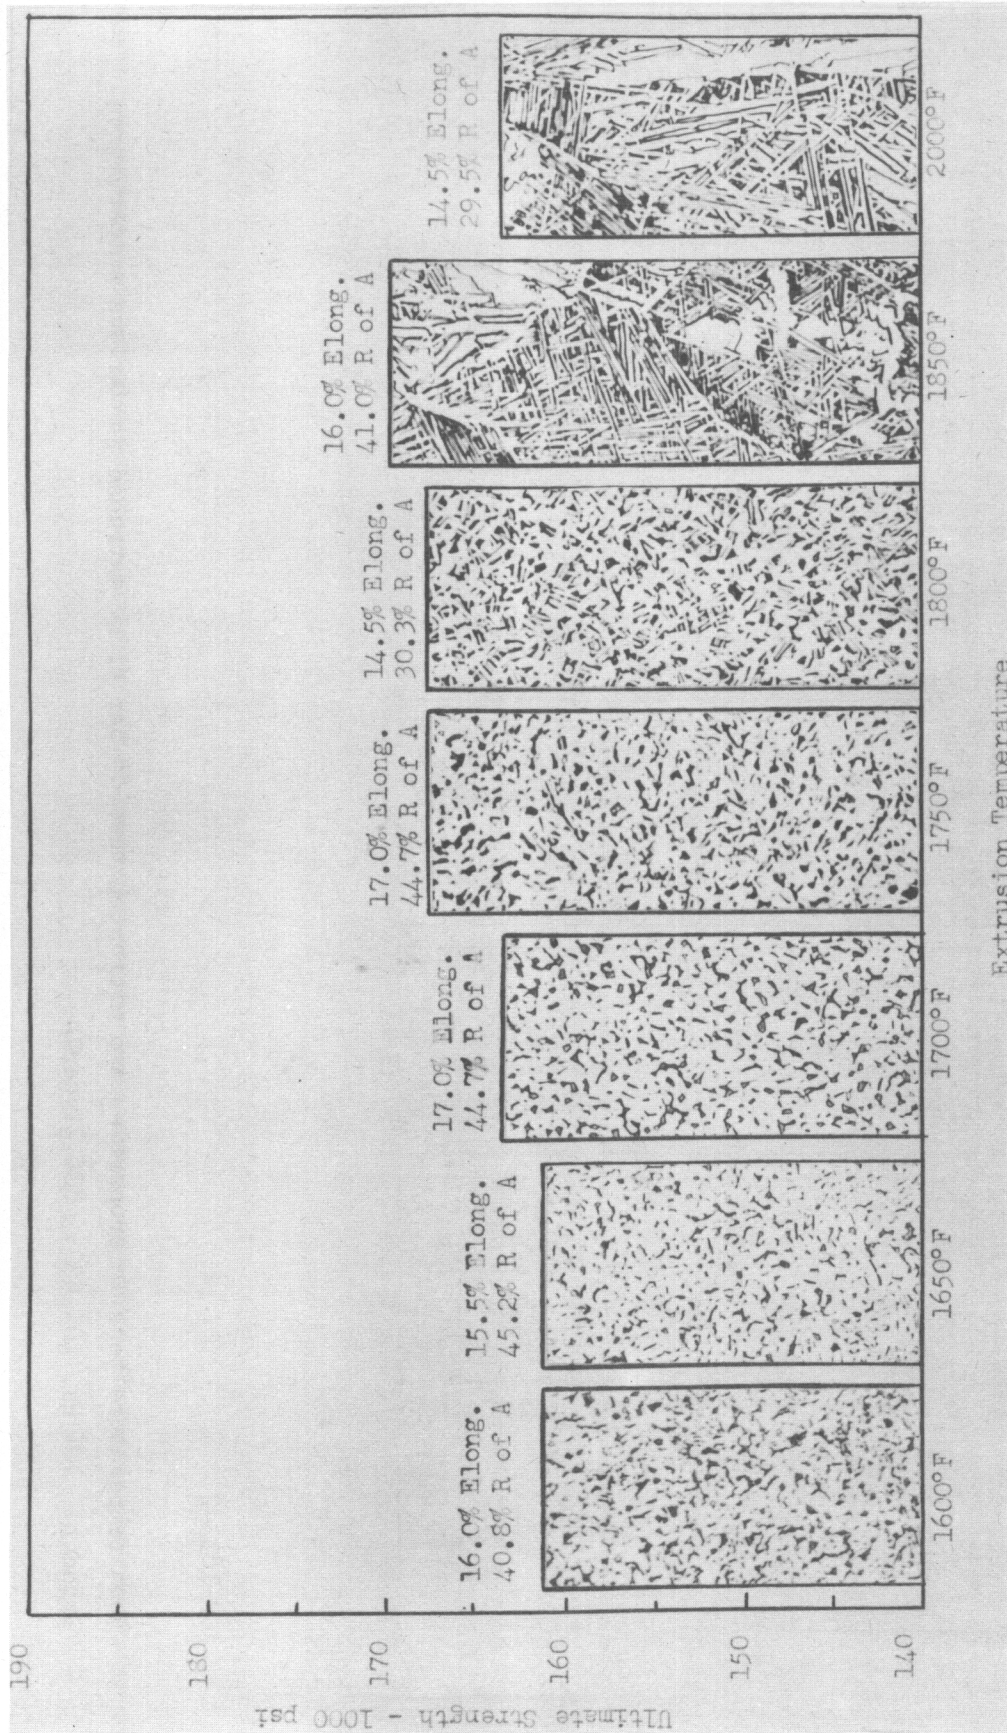 Ultimate Strength - 1000 psi
190
180
170
160
150
140
16.0% Elong.
40.8% R of A
15.5% Elong.
45.2% R of A
17.0% Elong.
44.7% R of A
17.0% Elong.
44.7% R of A
14.5% Elong.
30.3% R of A
16.0% Elong.
41.0% R of A
14.5% Elong.
29.5% R of A
1600°F
1650°F
1700°F
1750°F
1800°F
1850°F
2000°F
Extrusion Temperature